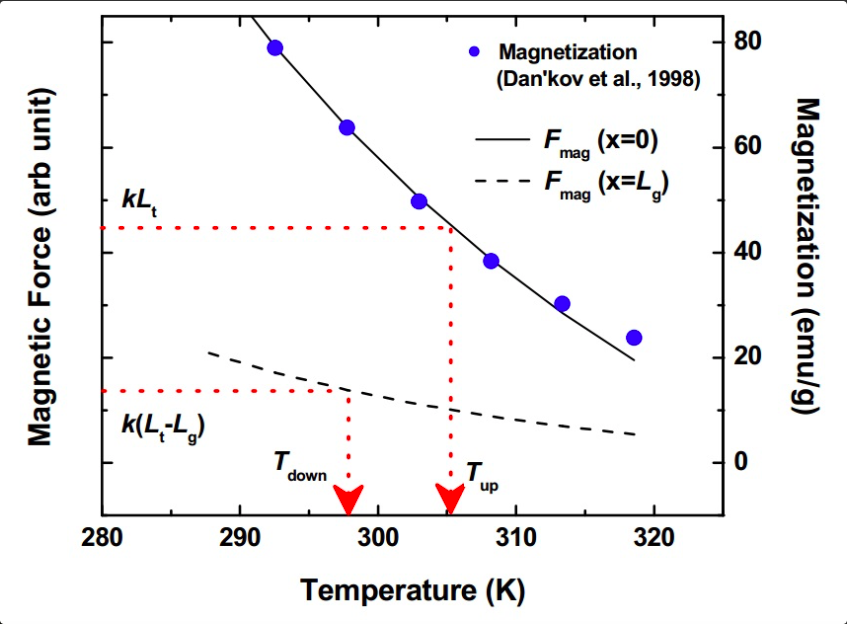 Magnetization
(Dan'kov et al., 1998)
F_mag (x=0)
F_mag (x=L_g)
kL_t
k(L_t-L_g)
T_down
T_up
80
60
40
20
0
280 290 300 310 320
Temperature (K)
Magnetic Force (arb unit)
Magnetization (emu/g)